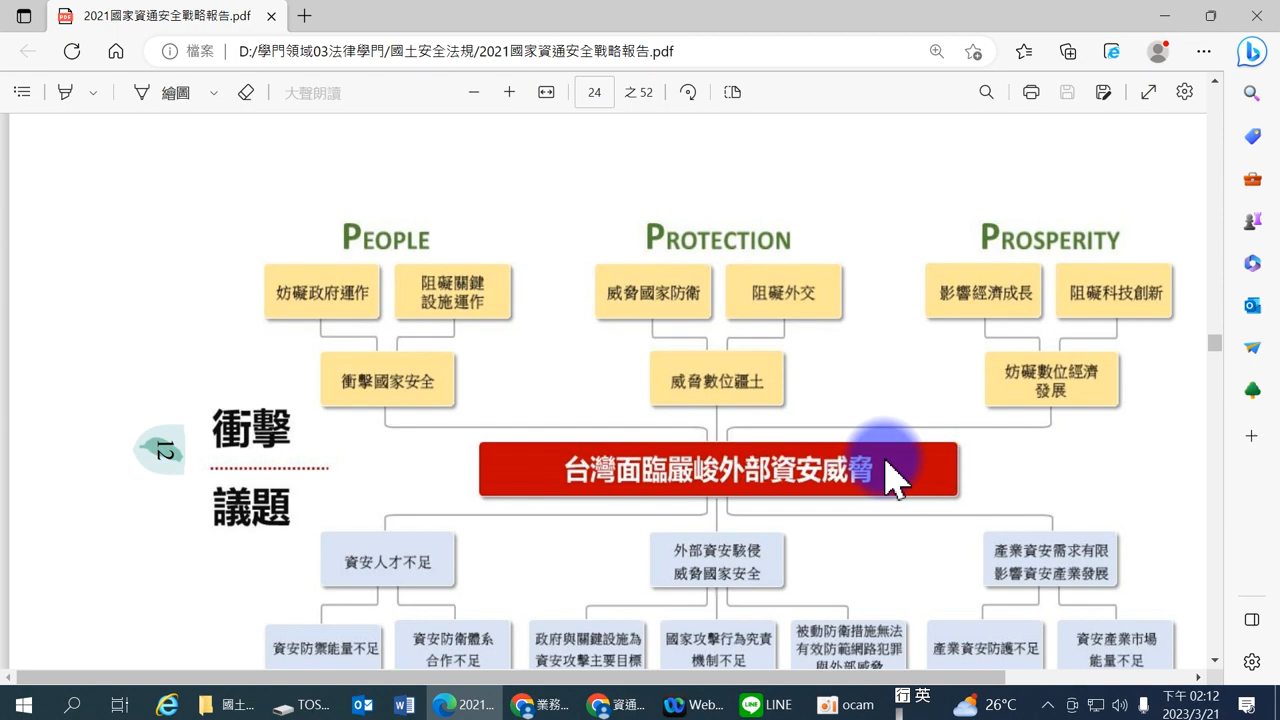 2021國家資通安全戰略報告.pdf
檔案 D:/學門領域03法律學門/國土安全法規/2021國家資通安全戰略報告.pdf
繪圖 大聲朗讀 24 之 52
PEOPLE PROTECTION PROSPERITY
妨礙政府運作
阻礙關鍵
設施運作
威脅國家防衛
阻礙外交
影響經濟成長
阻礙科技創新
衝擊國家安全
威脅數位疆土
妨礙數位經濟
發展
衝擊
12
台灣面臨嚴峻外部資安威脅
議題
資安人才不足
外部資安駭侵
威脅國家安全
產業資安需求有限
影響資安產業發展
資安防禦能量不足
資安防衛體系
合作不足
政府與關鍵設施為
資安攻擊主要目標
國家攻擊行為究責
機制不足
被動防衛措施無法
有效防範網路犯罪
與外部威脅
產業資安防護不足
資安產業市場
能量不足
國土... TOS... 2021... 業務... 資通... Web... LINE ocam 行 英 26°C 下午 02:12
2023/3/21